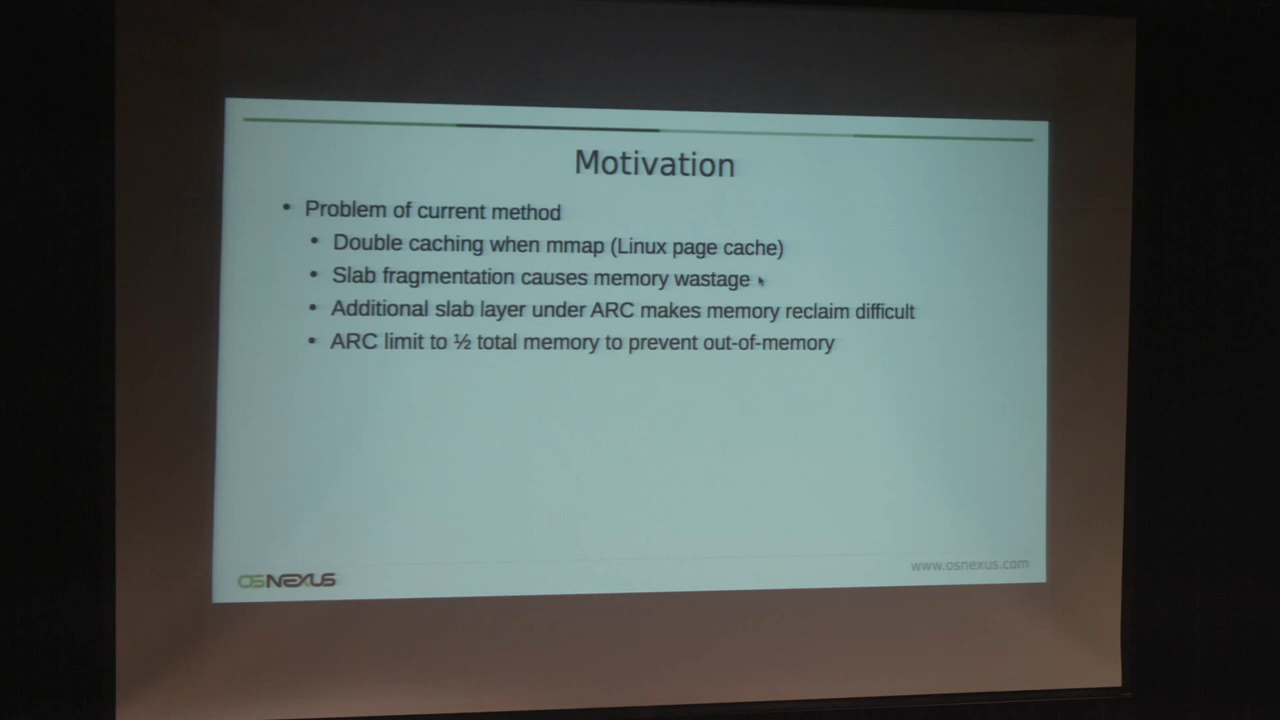 Motivation
• Problem of current method
• Double caching when mmap (Linux page cache)
• Slab fragmentation causes memory wastage
• Additional slab layer under ARC makes memory reclaim difficult
• ARC limit to ½ total memory to prevent out-of-memory
OSNEXUS
www.osnexus.com